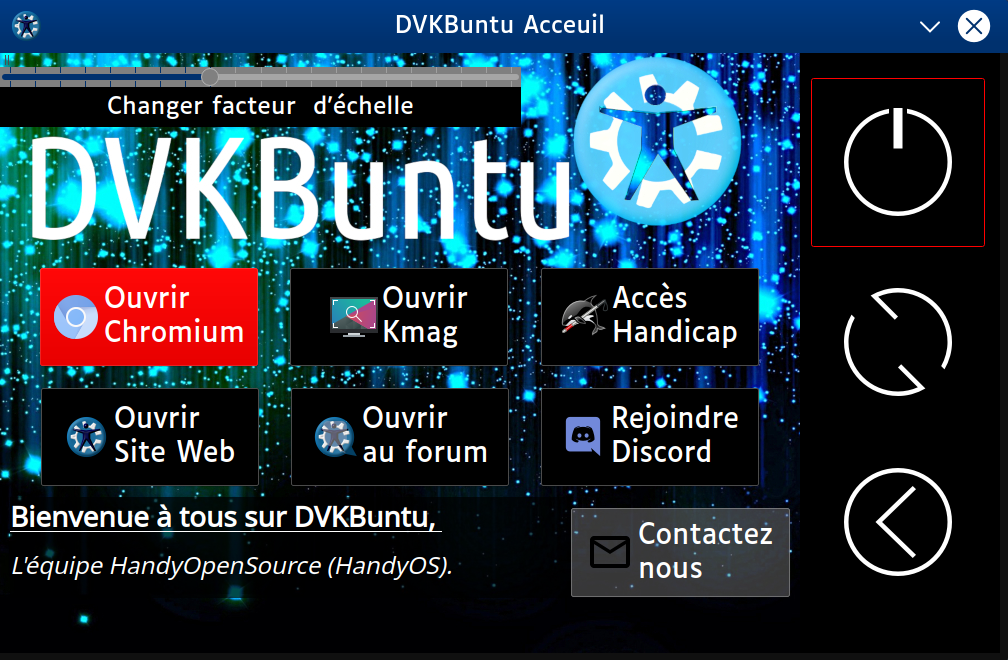 DVKBuntu Acceuil
Changer facteur d'échelle
DVKBuntu
Ouvrir
Chromium
Ouvrir
Kmag
Accès
Handicap
Ouvrir
Site Web
Ouvrir
au forum
Rejoindre
Discord
Bienvenue à tous sur DVKBuntu,
L'équipe HandyOpenSource (HandyOS).
Contactez
nous